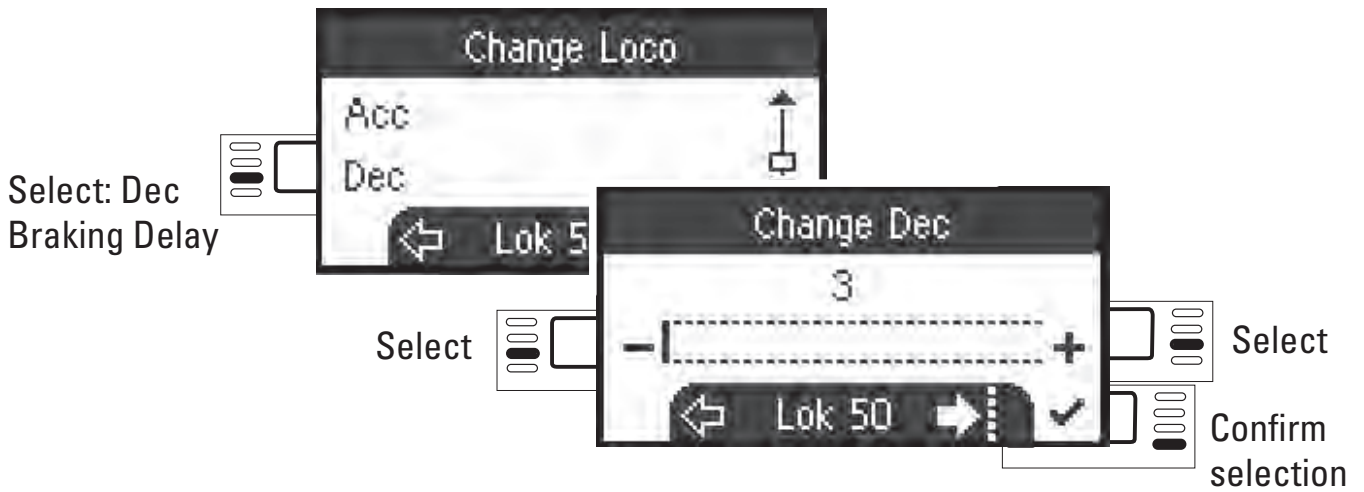 Change Loco
Acc
Dec
Select: Dec
Braking Delay
Lok 5
Change Dec
3
Select
Select
Lok 50
Confirm
selection